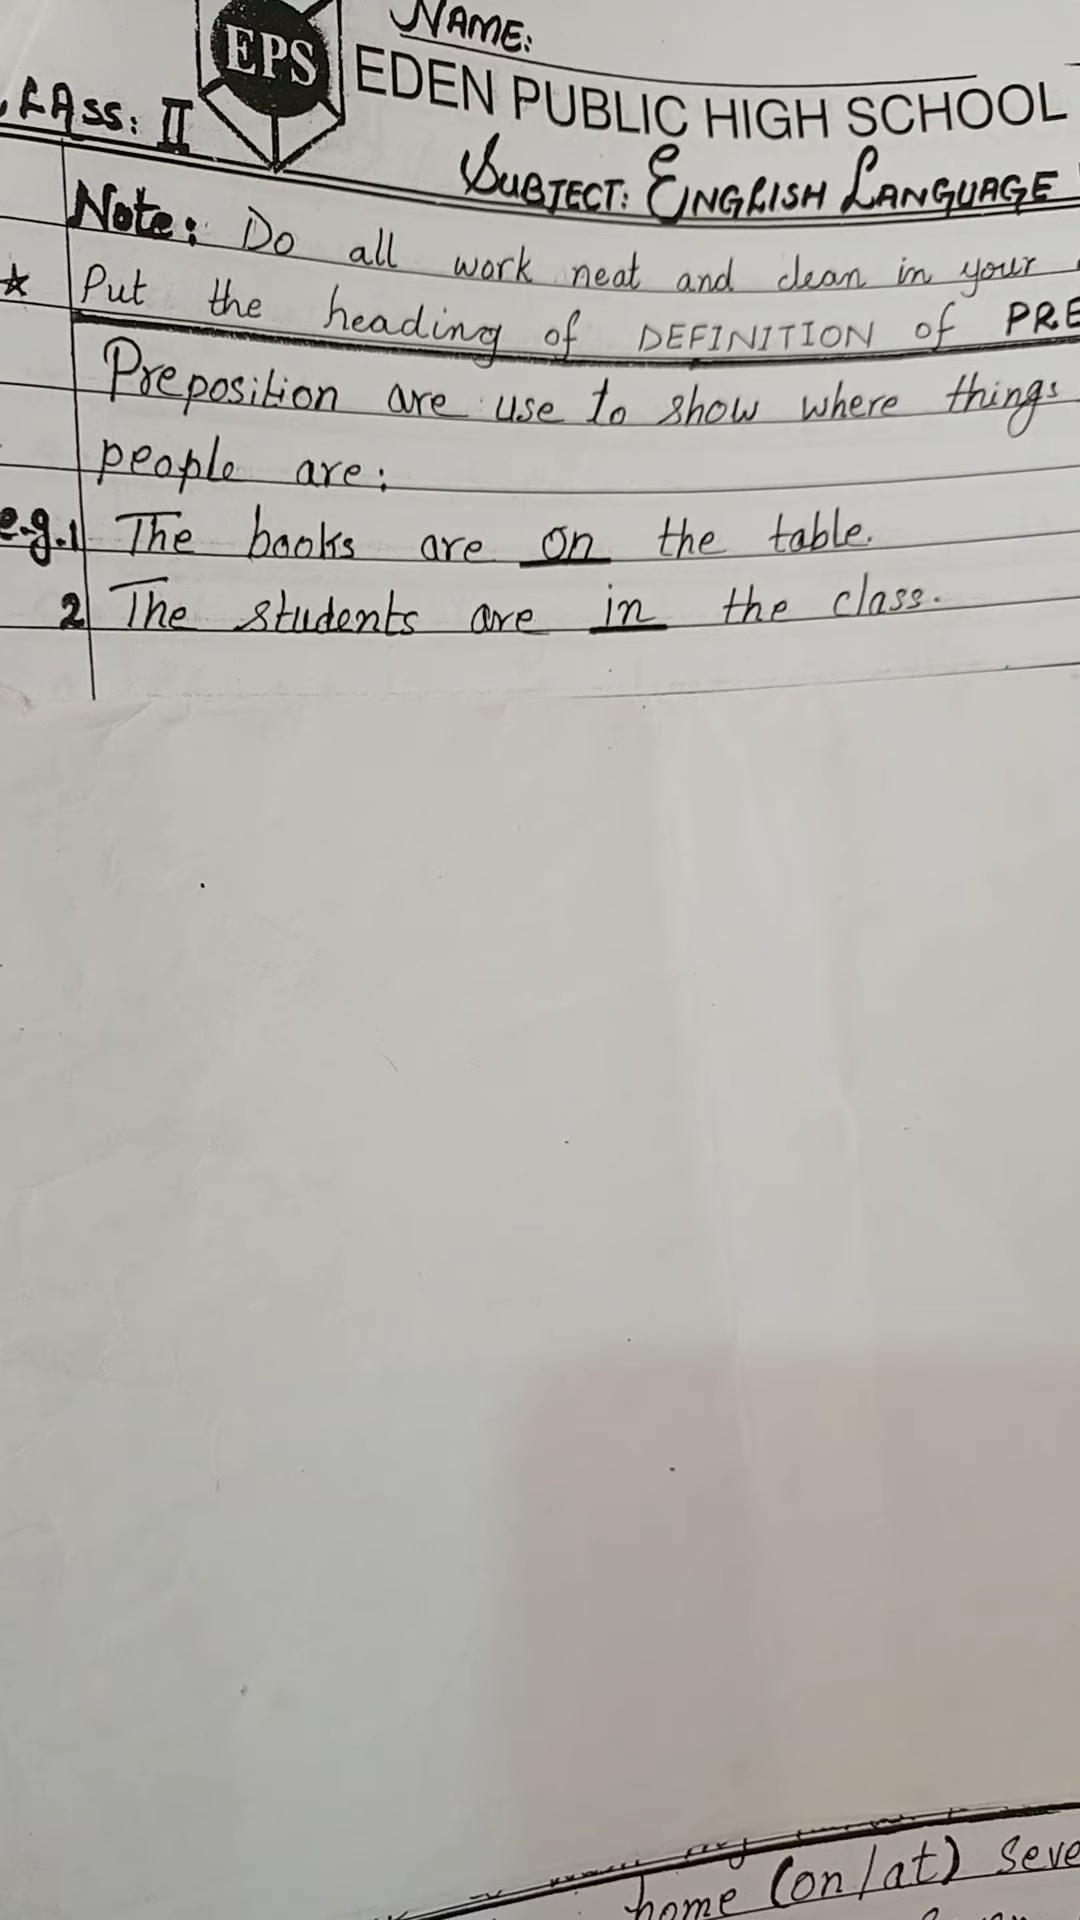 NAME:
EPS
EDEN PUBLIC HIGH SCHOOL
CLASS: II
SUBJECT: ENGLISH LANGUAGE
Note: Do all work neat and clean in your
★ Put the heading of DEFINITION of PRE
Preposition are use to show where things
people are:
e.g.1 The books are on the table.
2 The students are in the class.
home (on/at) seve